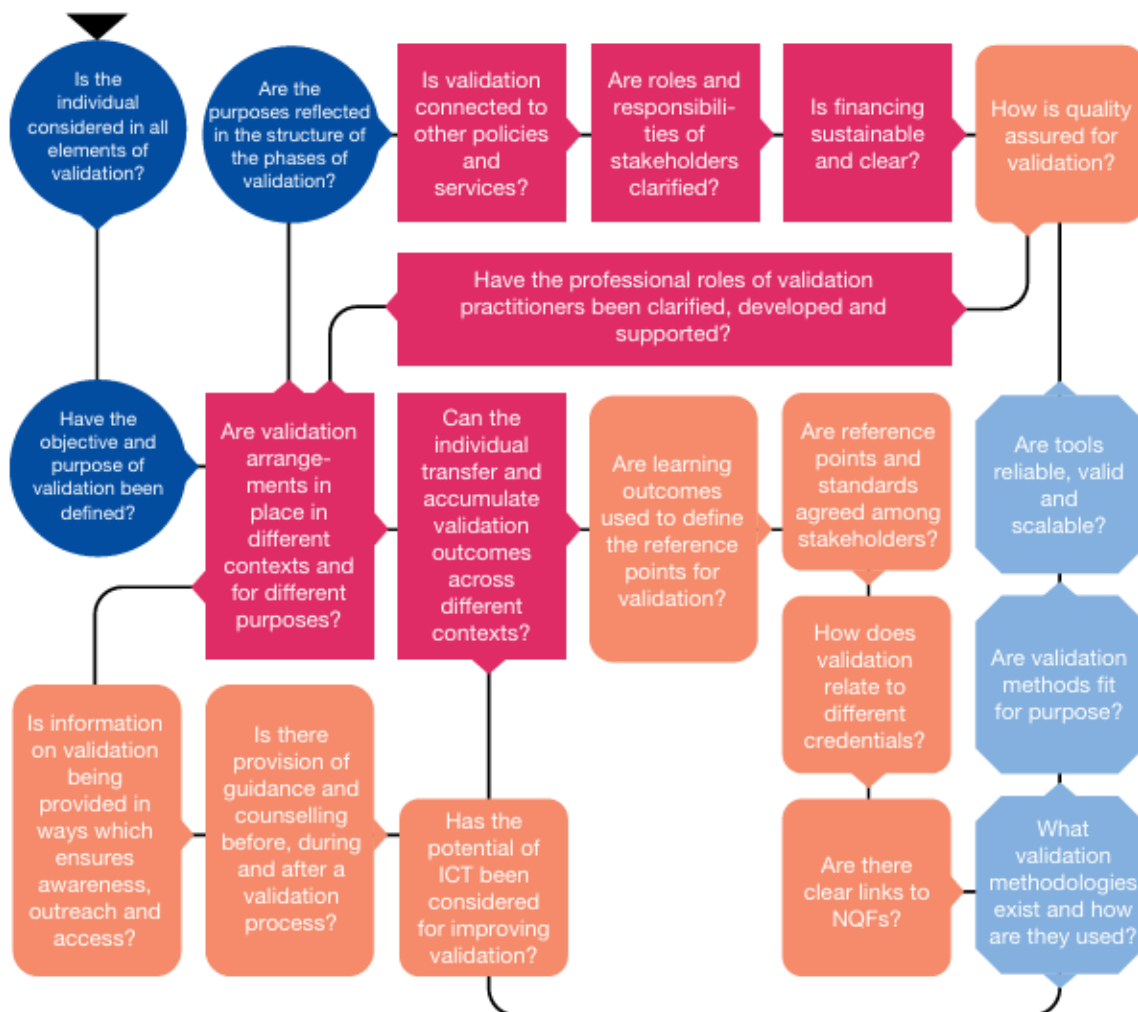 Is the
individual
considered in all
elements of
validation?
Are the
purposes reflected
in the structure of
the phases of
validation?
Is validation
connected to
other policies
and
services?
Are roles and
responsibili-
ties of
stakeholders
clarified?
Is financing
sustainable
and clear?
How is quality
assured for
validation?
Have the professional roles of validation
practitioners been clarified, developed and
supported?
Have the
objective and
purpose of
validation been
defined?
Are validation
arrange-
ments in
place in
different
contexts and
for different
purposes?
Can the
individual
transfer and
accumulate
validation
outcomes
across
different
contexts?
Are learning
outcomes
used to define
the reference
points for
validation?
Are reference
points and
standards
agreed among
stakeholders?
Are tools
reliable, valid
and
scalable?
How does
validation
relate to
different
credentials?
Are validation
methods fit
for purpose?
Is information
on validation
being
provided in
ways which
ensures
awareness,
outreach and
access?
Is there
provision of
guidance and
counselling
before, during
and after a
validation
process?
Has the
potential of
ICT been
considered
for improving
validation?
Are there
clear links to
NQFs?
What
validation
methodologies
exist and how
are they used?